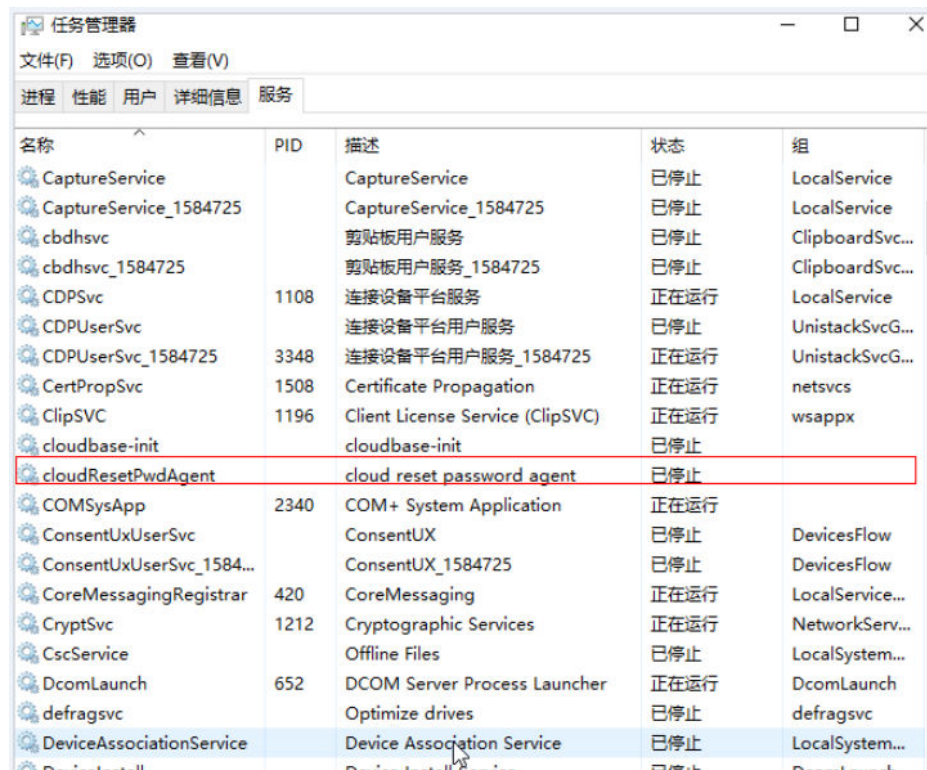 任务管理器
文件(F) 选项(O) 查看(V)
进程 性能 用户 详细信息 服务
名称 PID 描述 状态 组
CaptureService CaptureService 已停止 LocalService
CaptureService_1584725 CaptureService_1584725 已停止 LocalService
cbdhsvc 剪贴板用户服务 已停止 ClipboardSvc...
cbdhsvc_1584725 剪贴板用户服务_1584725 已停止 ClipboardSvc...
CDPSvc 1108 连接设备平台服务 正在运行 LocalService
CDPUserSvc 连接设备平台用户服务 已停止 UnistackSvcG...
CDPUserSvc_1584725 3348 连接设备平台用户服务_1584725 正在运行 UnistackSvcG...
CertPropSvc 1508 Certificate Propagation 正在运行 netsvcs
ClipSVC 1196 Client License Service (ClipSVC) 正在运行 wsappx
cloudbase-init cloudbase-init 已停止
cloudResetPwdAgent cloud reset password agent 已停止
COMSysApp 2340 COM+ System Application 正在运行
ConsentUxUserSvc ConsentUX 已停止 DevicesFlow
ConsentUxUserSvc_1584... ConsentUX_1584725 已停止 DevicesFlow
CoreMessagingRegistrar 420 CoreMessaging 正在运行 LocalService...
CryptSvc 1212 Cryptographic Services 正在运行 NetworkServ...
CscService Offline Files 已停止 LocalSystem...
DcomLaunch 652 DCOM Server Process Launcher 正在运行 DcomLaunch
defragsvc Optimize drives 已停止 defragsvc
DeviceAssociationService Device Association Service 已停止 LocalSystem...